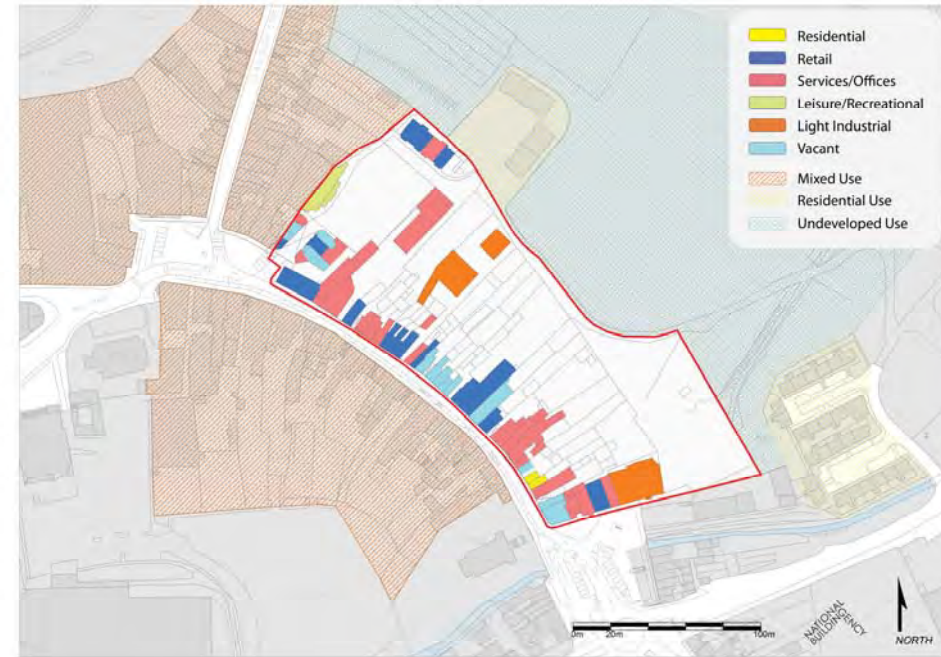 Residential
Retail
Services/Offices
Leisure/Recreational
Light Industrial
Vacant
Mixed Use
Residential Use
Undeveloped Use
NATIONAL AGENCY
BUILDING
0m 20m 100m
NORTH